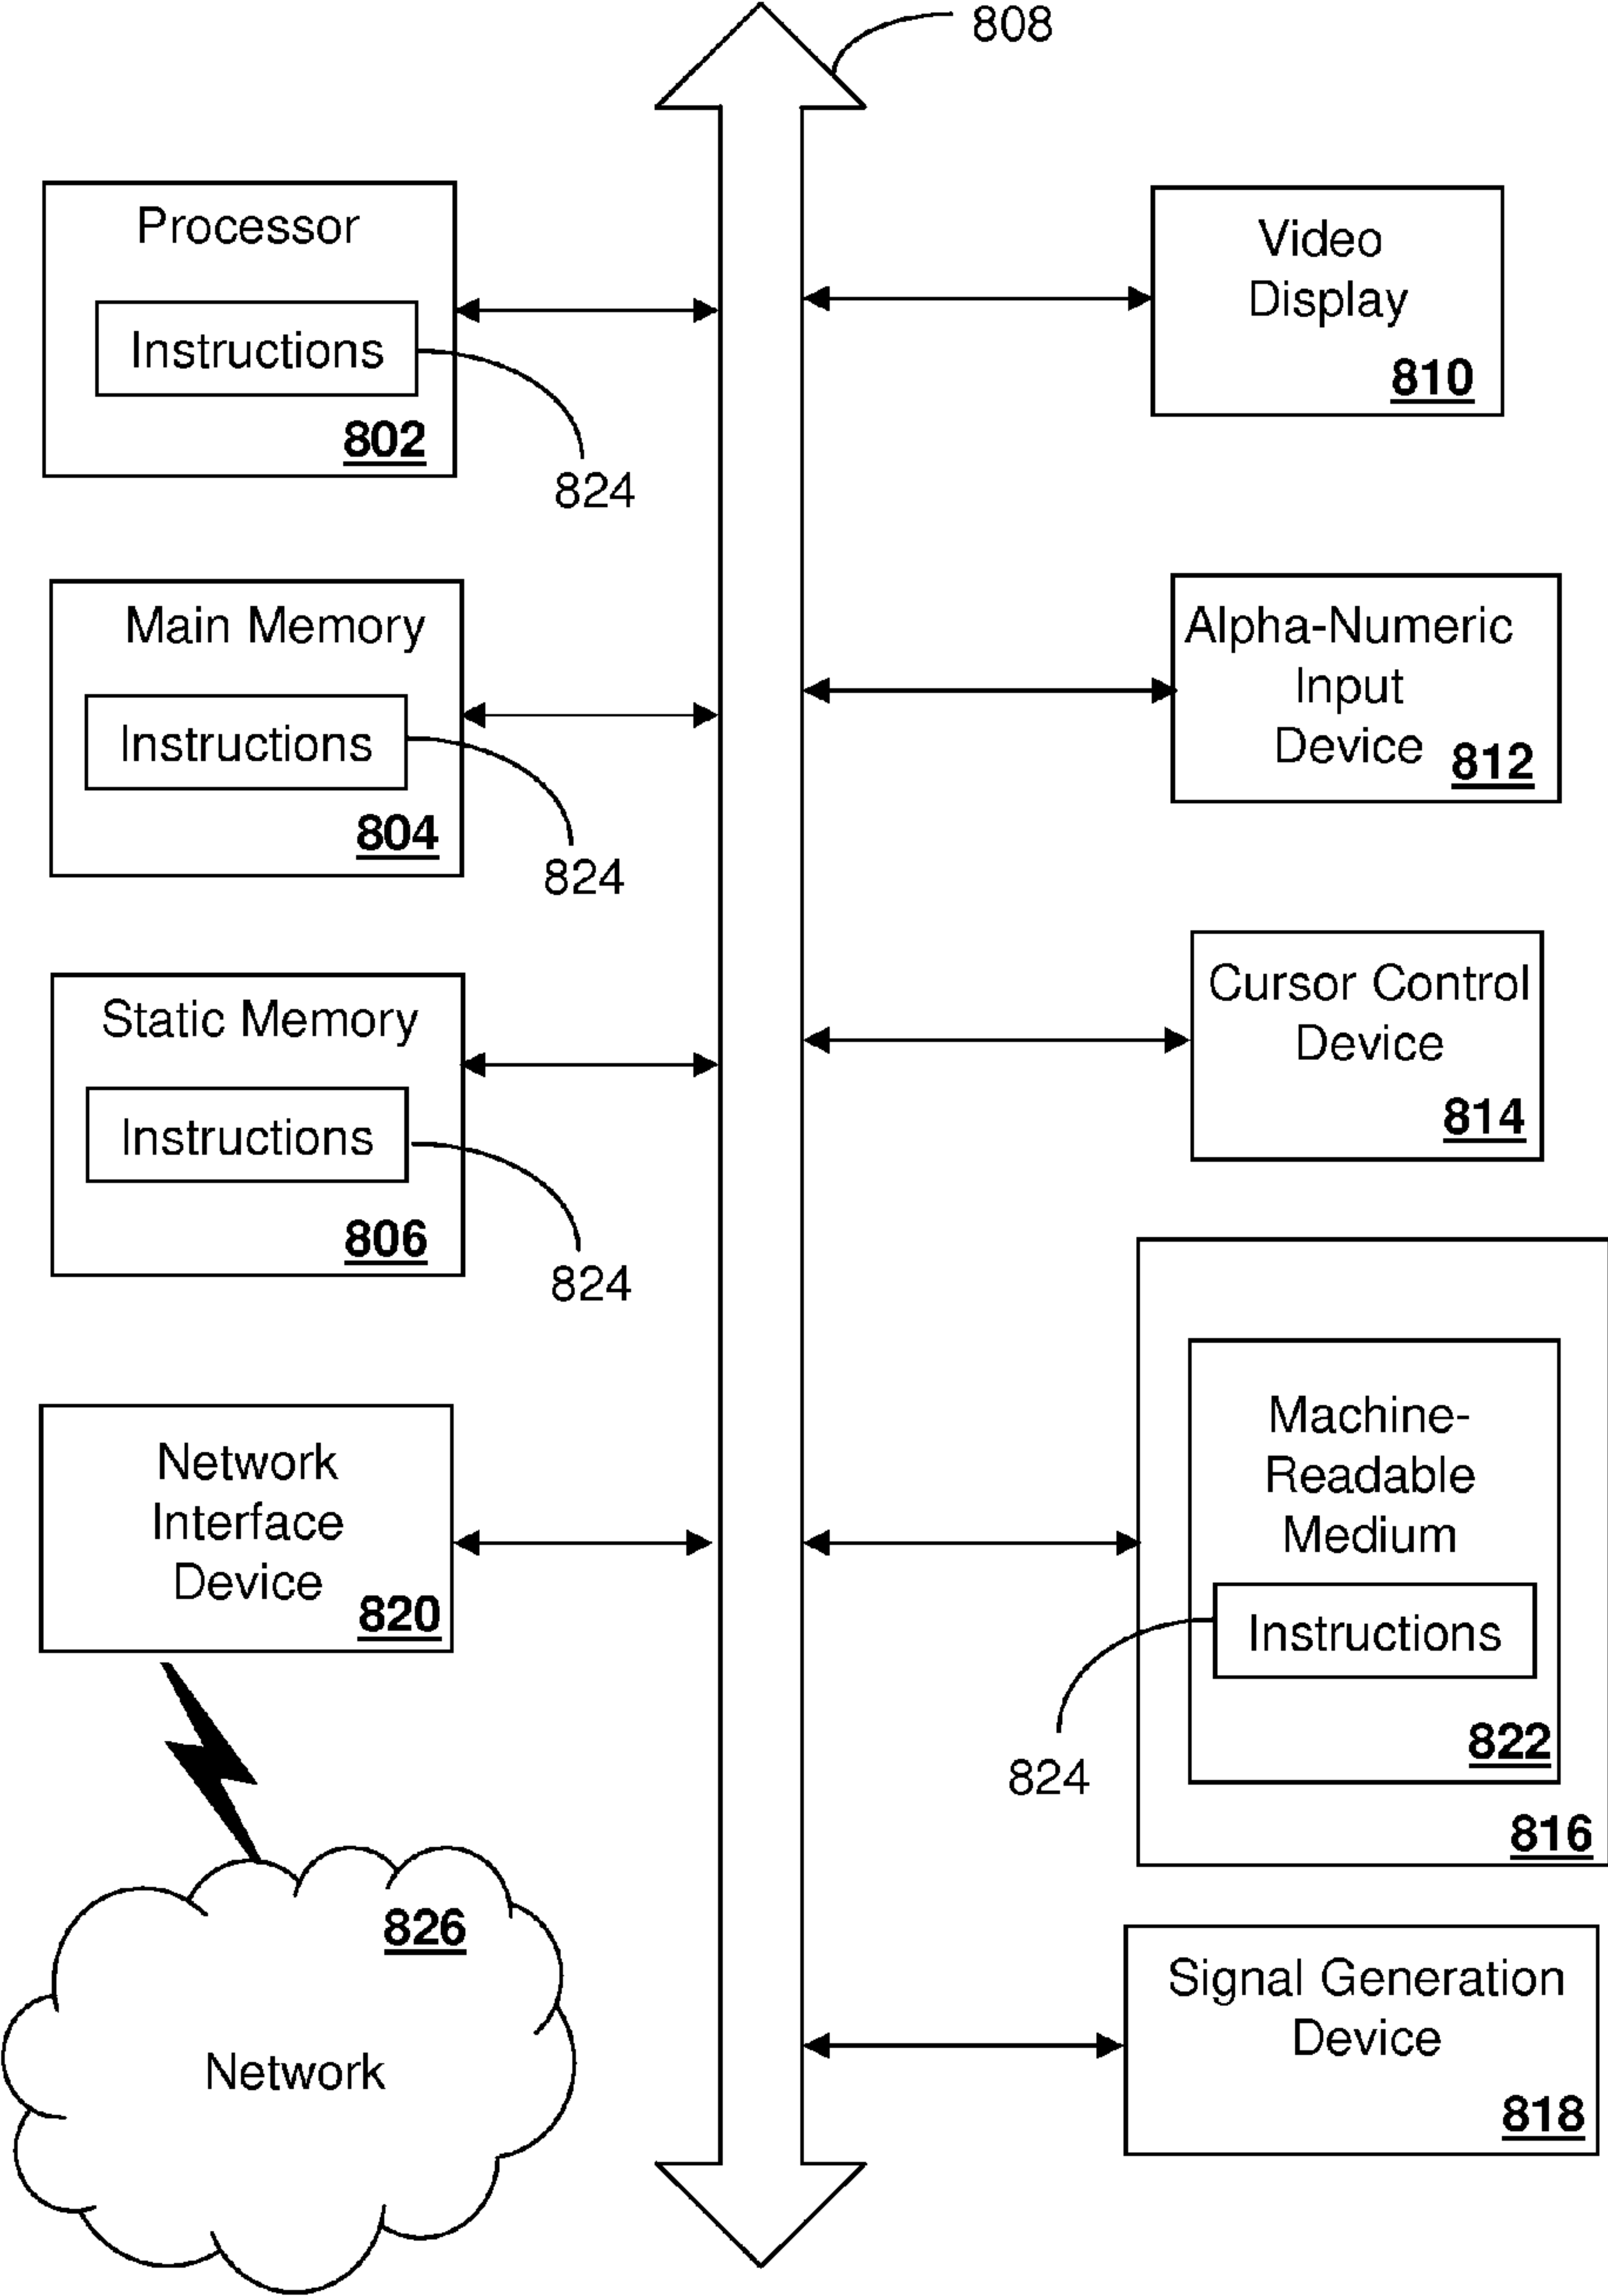 808
Processor
Instructions
802
824
Main Memory
Instructions
804
824
Static Memory
Instructions
806
824
Network
Interface
Device
820
826
Network
Video
Display
810
Alpha-Numeric
Input
Device
812
Cursor Control
Device
814
Machine-
Readable
Medium
Instructions
824
822
816
Signal Generation
Device
818